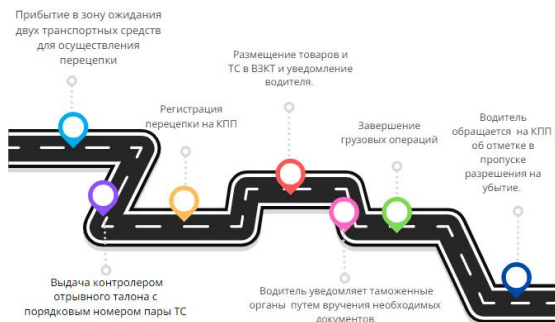 Прибытие в зону ожидания
двух транспортных средств
для осуществления
перецепки
Выдача контролером
отрывного талона с
порядковым номером пары ТС
Регистрация
перецепки на КПП
Размещение товаров и
ТС в ВЗКТ и уведомление
водителя.
Водитель уведомляет таможенные
органы путем вручения необходимых
документов.
Завершение
грузовых операций
Водитель
обращается на КПП
об отметке в
пропуске
разрешения на
убытие.